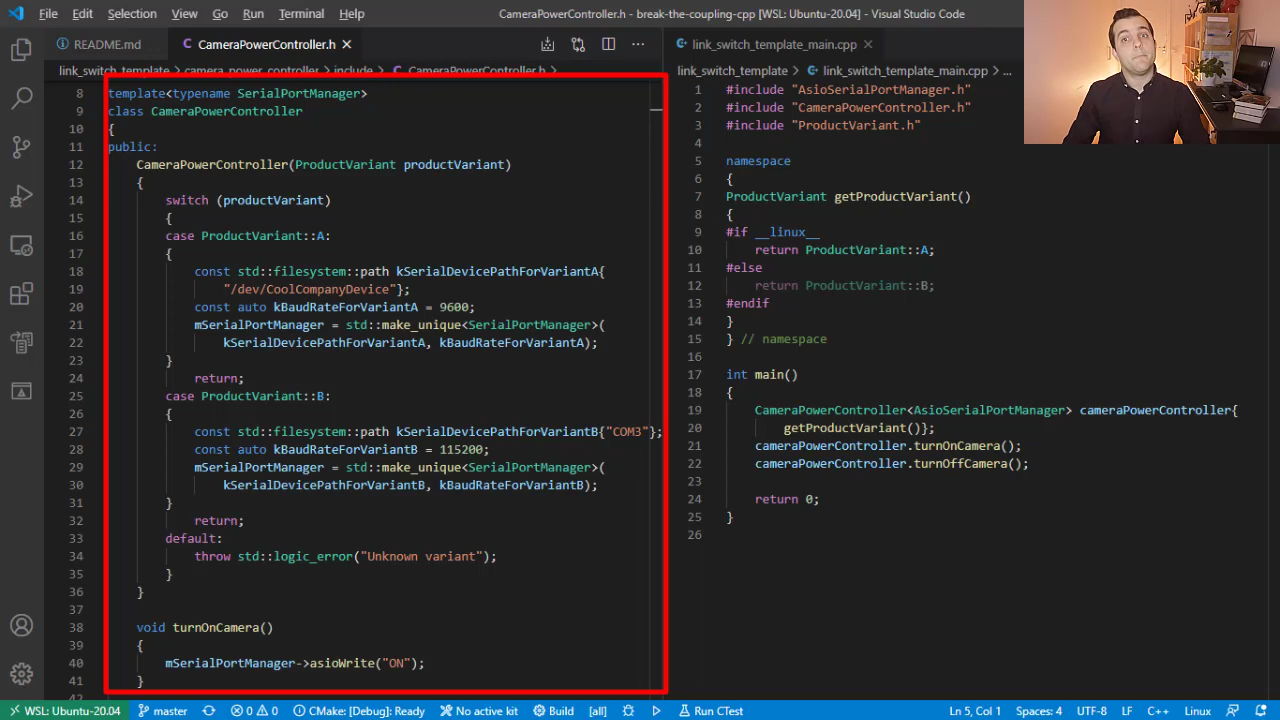 File Edit Selection View Go Run Terminal Help
CameraPowerController.h - break-the-coupling-cpp [WSL: Ubuntu-20.04] - Visual Studio Code
README.md
CameraPowerController.h
link_switch_template_main.cpp
link_switch_template > camera_power_controller > include > C CameraPowerController.h >
link_switch_template > link_switch_template_main.cpp > ...
8 template<typename SerialPortManager>
9 class CameraPowerController
10 {
11 public:
12 CameraPowerController(ProductVariant productVariant)
13 {
14 switch (productVariant)
15 {
16 case ProductVariant::A:
17 {
18 const std::filesystem::path kSerialDevicePathForVariantA{
19 "/dev/CoolCompanyDevice"};
20 const auto kBaudRateForVariantA = 9600;
21 mSerialPortManager = std::make_unique<SerialPortManager>(
22 kSerialDevicePathForVariantA, kBaudRateForVariantA);
23 }
24 return;
25 case ProductVariant::B:
26 {
27 const std::filesystem::path kSerialDevicePathForVariantB{"COM3"};
28 const auto kBaudRateForVariantB = 115200;
29 mSerialPortManager = std::make_unique<SerialPortManager>(
30 kSerialDevicePathForVariantB, kBaudRateForVariantB);
31 }
32 return;
33 default:
34 throw std::logic_error("Unknown variant");
35 }
36 }
37
38 void turnOnCamera()
39 {
40 mSerialPortManager->asioWrite("ON");
41 }
1 #include "AsioSerialPortManager.h"
2 #include "CameraPowerController.h"
3 #include "ProductVariant.h"
4
5 namespace
6 {
7 ProductVariant getProductVariant()
8 {
9 #if __linux__
10 return ProductVariant::A;
11 #else
12 return ProductVariant::B;
13 #endif
14 }
15 } // namespace
16
17 int main()
18 {
19 CameraPowerController<AsioSerialPortManager> cameraPowerController{
20 getProductVariant()};
21 cameraPowerController.turnOnCamera();
22 cameraPowerController.turnOffCamera();
23
24 return 0;
25 }
26
WSL: Ubuntu-20.04 master 0 0 CMake: [Debug]: Ready No active kit Build [all] Run CTest Ln 5, Col 1 Spaces: 4 UTF-8 LF C++ Linux